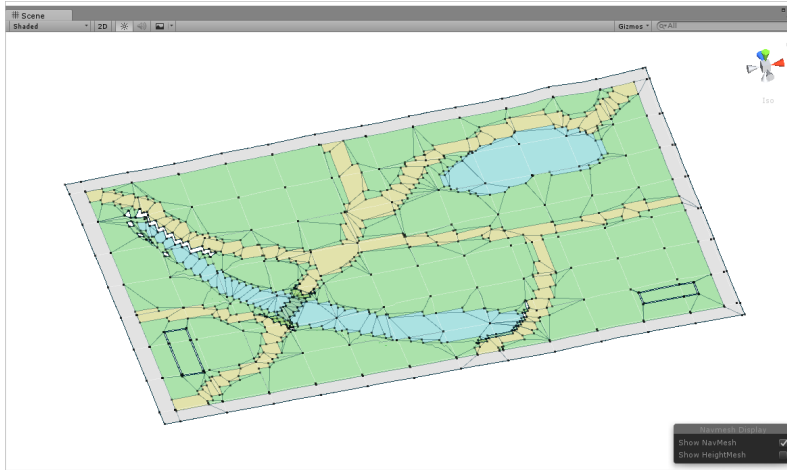 Scene
Shaded
2D
Gizmos
All
Iso
Navmesh Display
Show NavMesh
Show HeightMesh